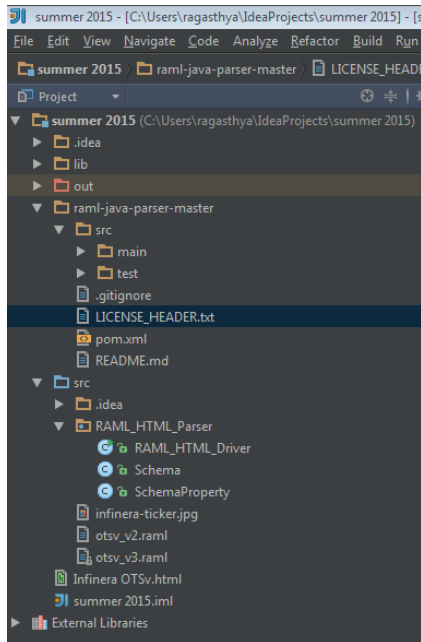 summer 2015 - [C:\Users\ragasthya\IdeaProjects\summer 2015] - [s
File Edit View Navigate Code Analyze Refactor Build Run
summer 2015 raml-java-parser-master LICENSE_HEADE
Project
summer 2015 (C:\Users\ragasthya\IdeaProjects\summer 2015)
.idea
lib
out
raml-java-parser-master
src
main
test
.gitignore
LICENSE_HEADER.txt
pom.xml
README.md
src
.idea
RAML_HTML_Parser
RAML_HTML_Driver
Schema
SchemaProperty
infinera-ticker.jpg
otsv_v2.raml
otsv_v3.raml
Infinera OTSv.html
summer 2015.iml
External Libraries